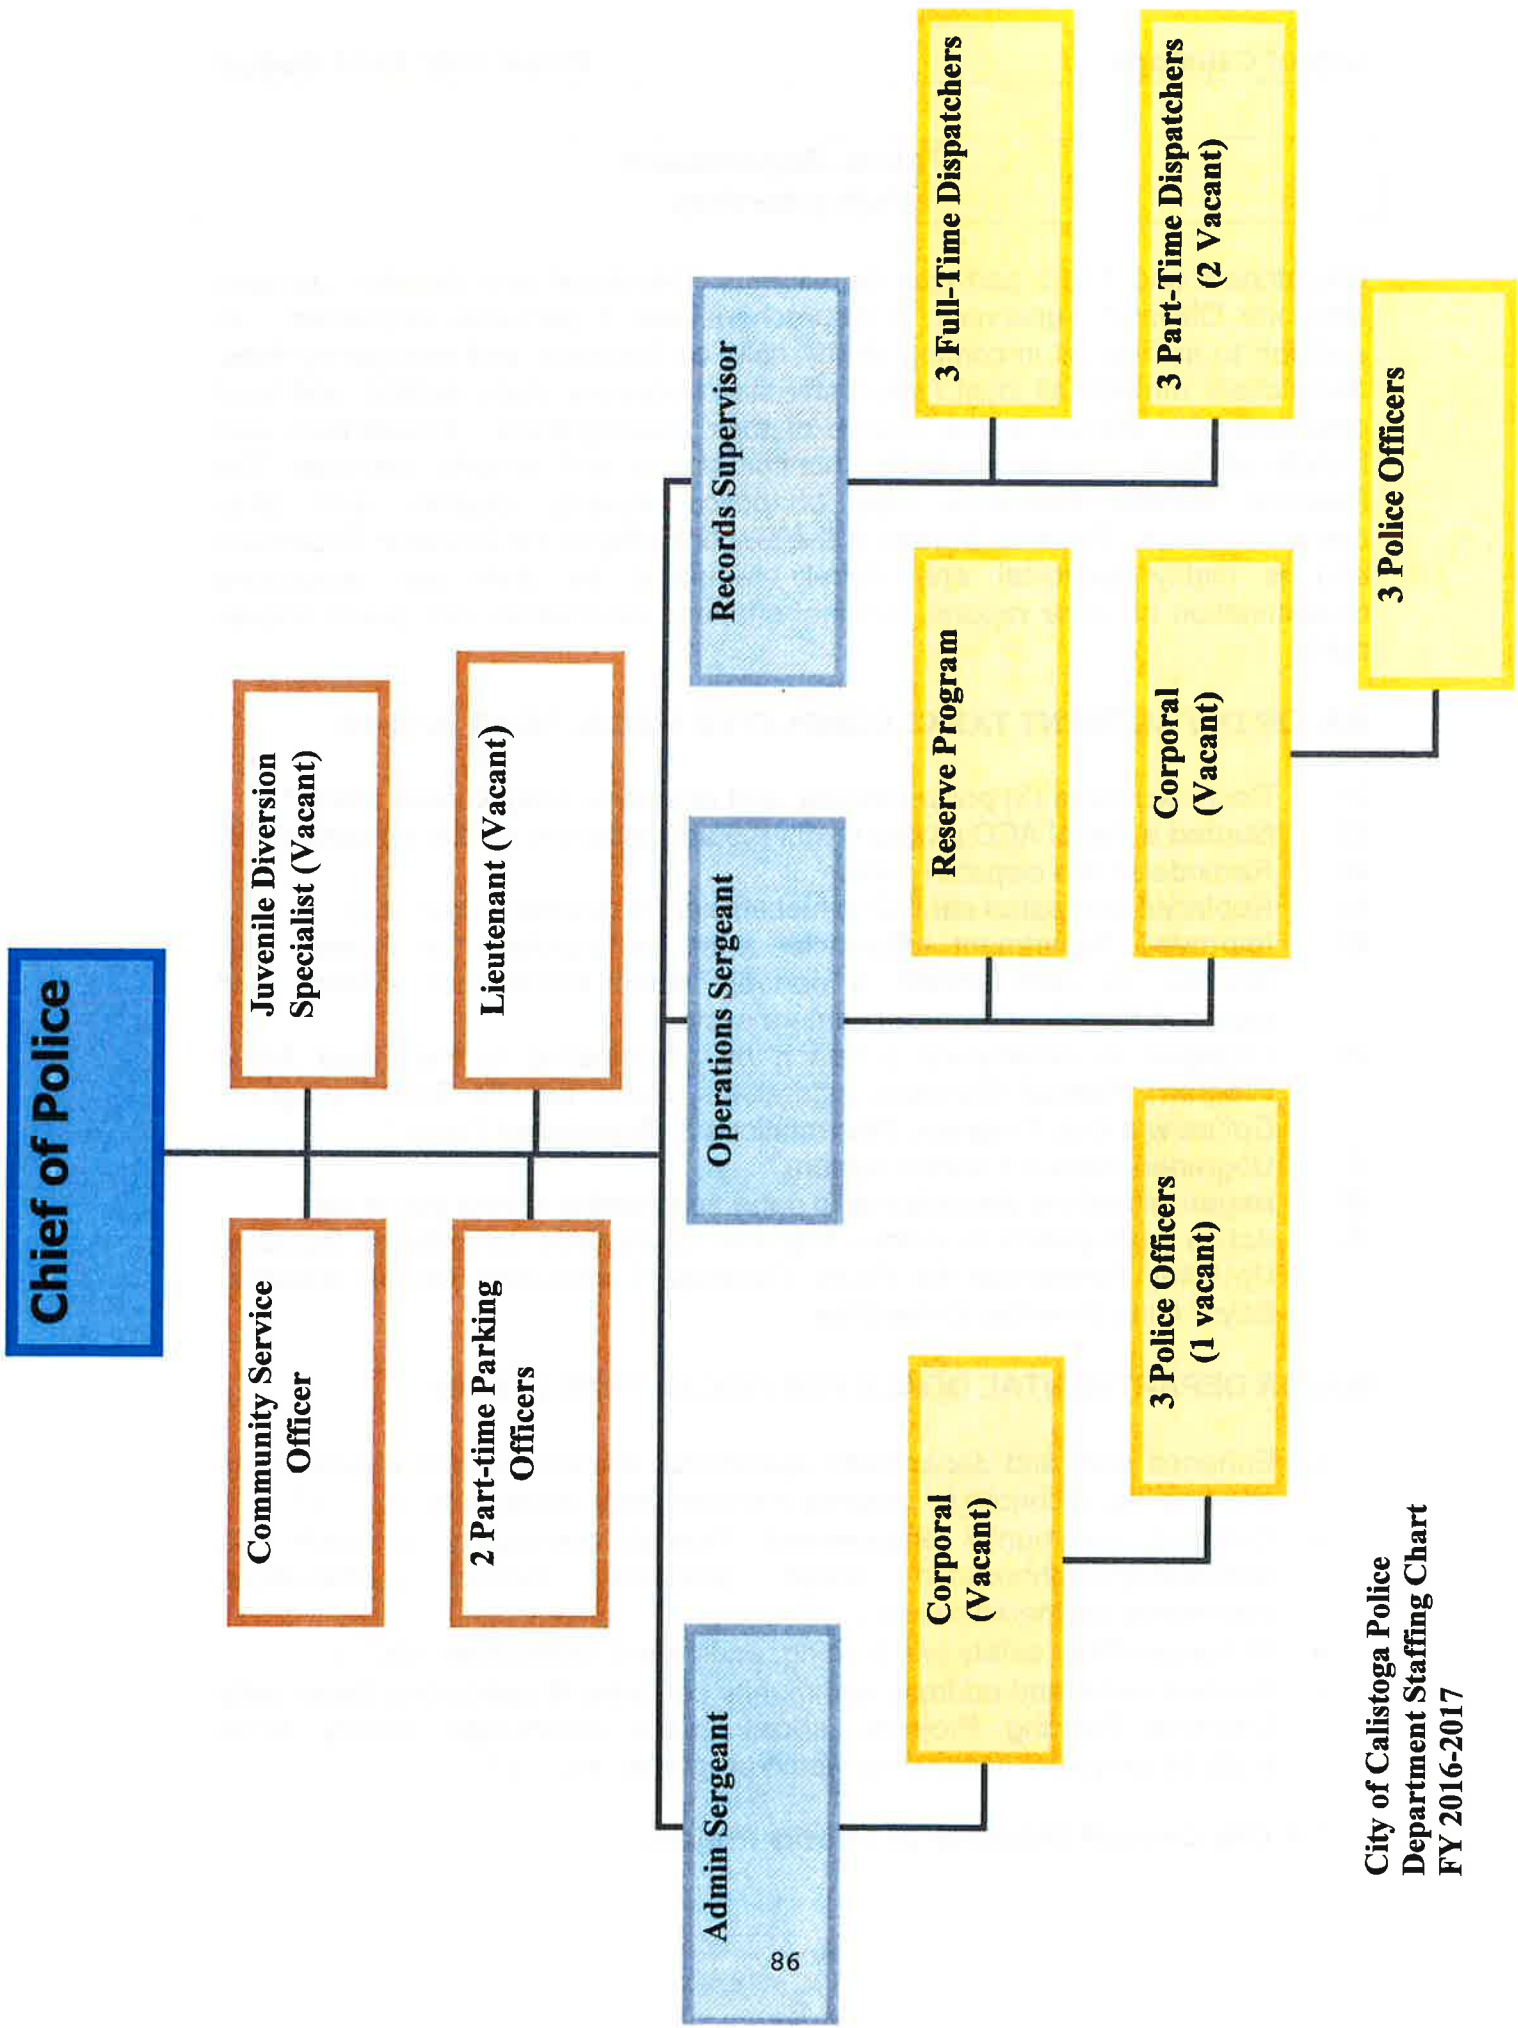 Chief of Police
Community Service
Officer
Juvenile Diversion
Specialist (Vacant)
2 Part-time Parking
Officers
Lieutenant (Vacant)
Admin Sergeant
Operations Sergeant
Records Supervisor
Corporal
(Vacant)
3 Police Officers
(1 vacant)
Reserve Program
Corporal
(Vacant)
3 Police Officers
3 Full-Time Dispatchers
3 Part-Time Dispatchers
(2 Vacant)
City of Calistoga Police
Department Staffing Chart
FY 2016-2017
86